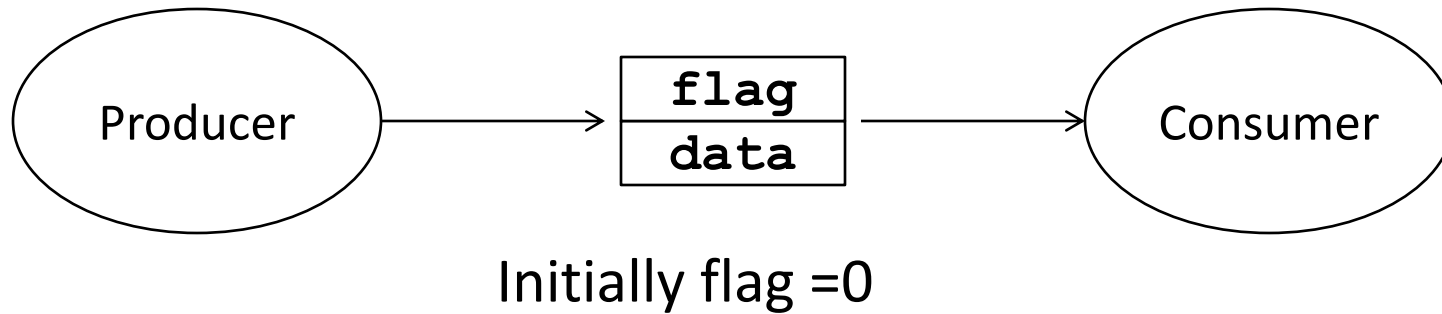 Producer
flag
data
Consumer
Initially flag =0